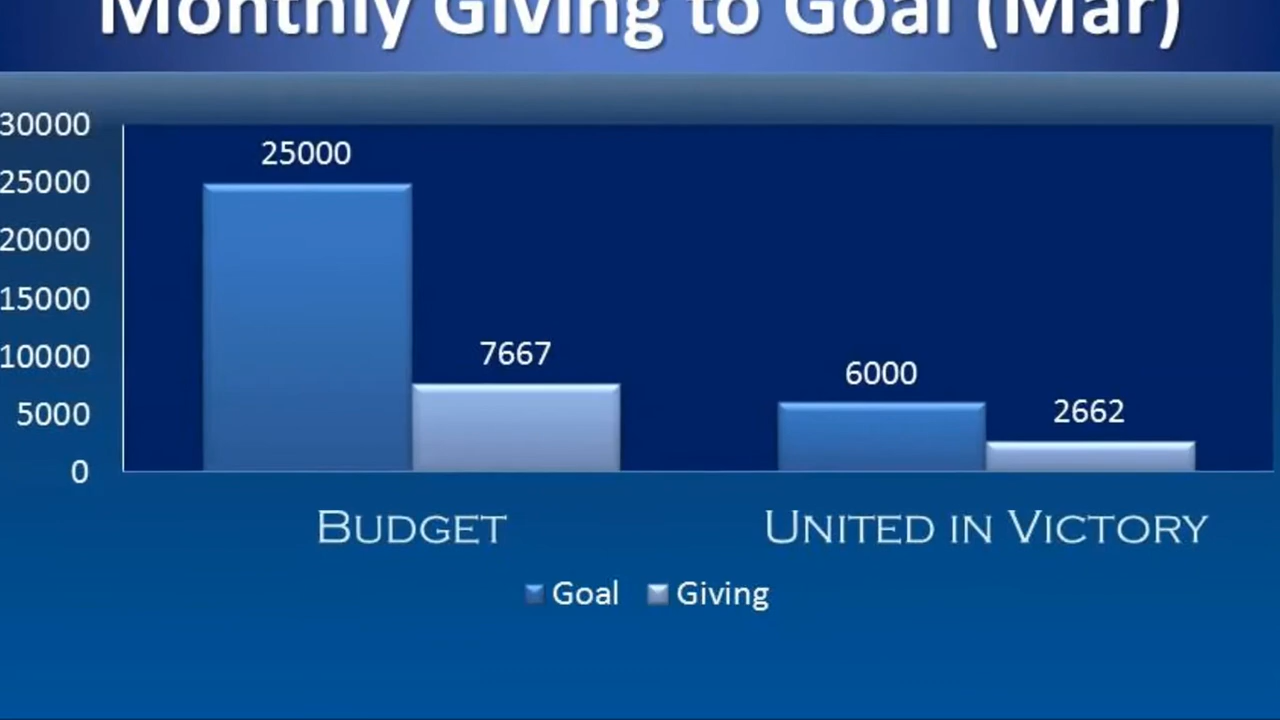 Monthly Giving to Goal (Mar)
30000
25000
20000
15000
10000
5000
0
25000
7667
6000
2662
BUDGET
UNITED IN VICTORY
Goal
Giving